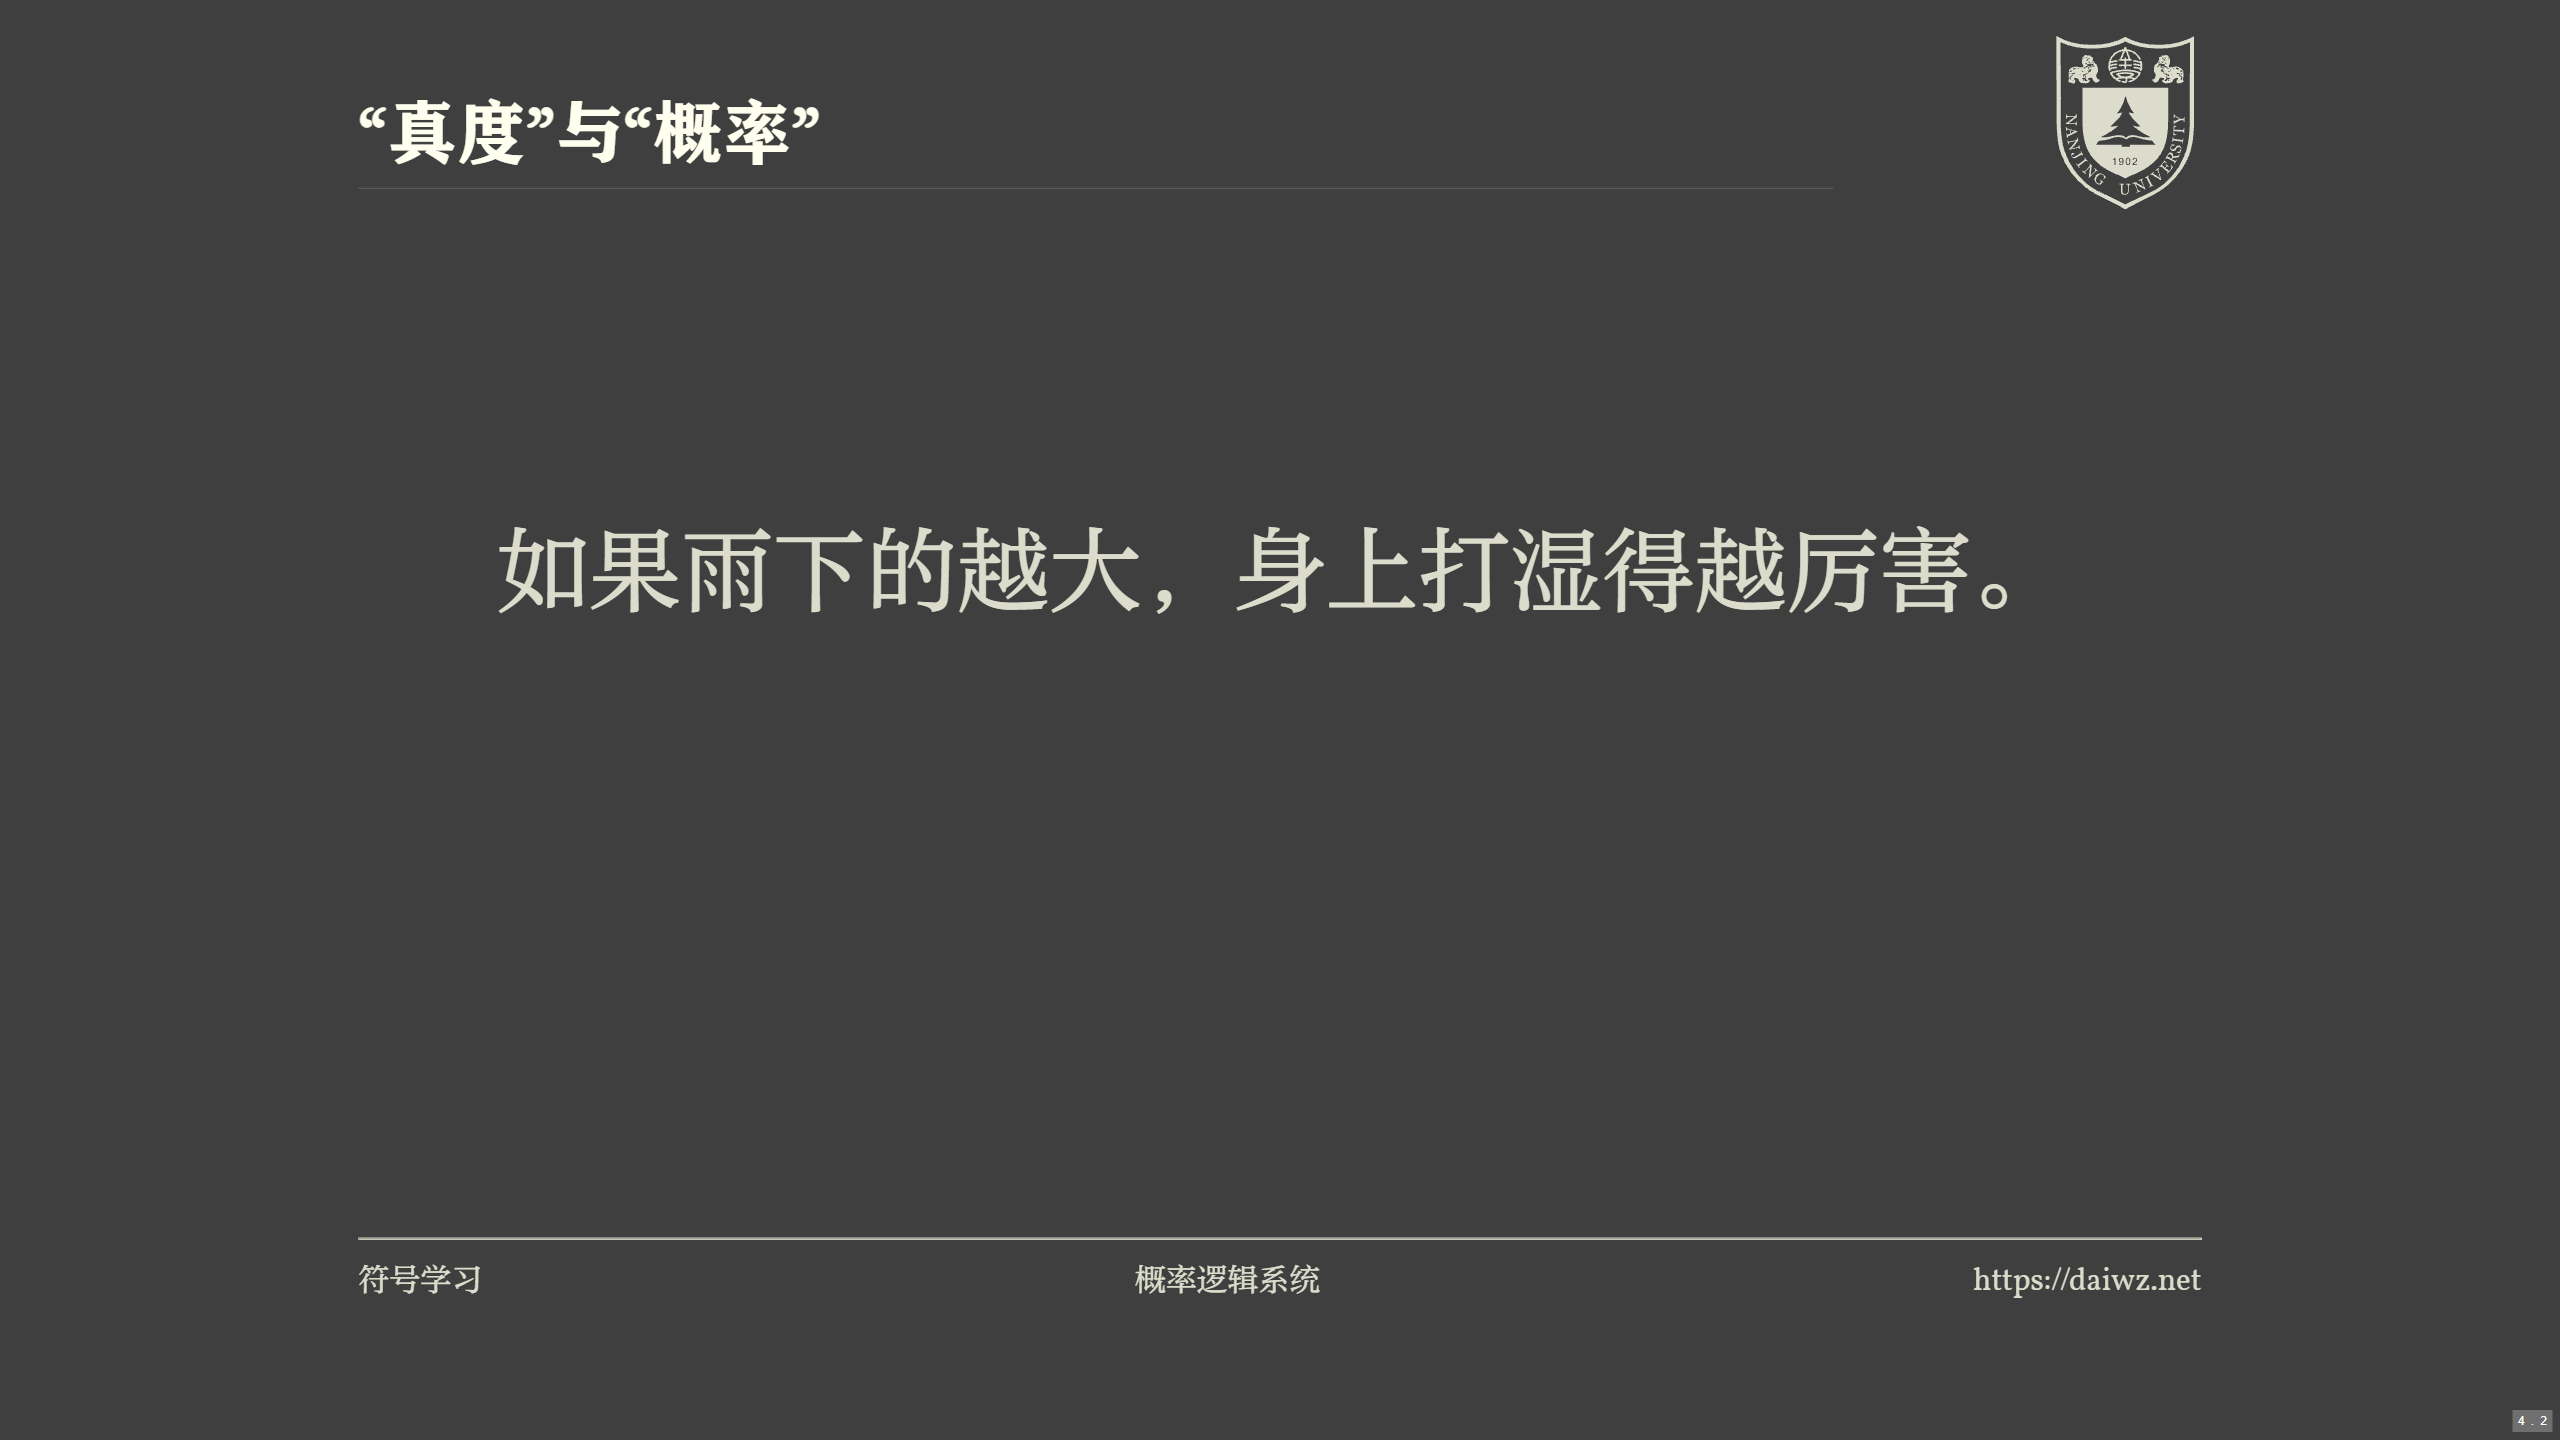 “真度”与“概率”
NANJING UNIVERSITY
1902
如果雨下的越大，身上打湿得越厉害。
符号学习
概率逻辑系统
https://daiwz.net
4.2